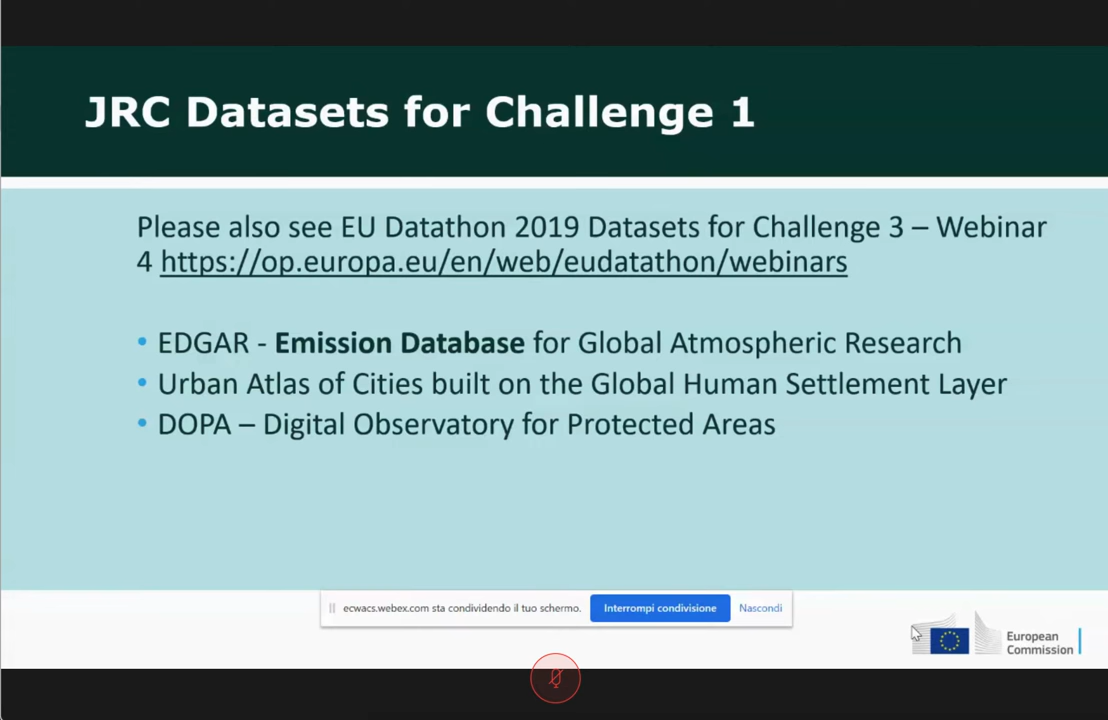 JRC Datasets for Challenge 1
Please also see EU Datathon 2019 Datasets for Challenge 3 – Webinar
4 https://op.europa.eu/en/web/eudatathon/webinars
• EDGAR - Emission Database for Global Atmospheric Research
• Urban Atlas of Cities built on the Global Human Settlement Layer
• DOPA – Digital Observatory for Protected Areas
ecwacs.webex.com sta condividendo il tuo schermo. Interrompi condivisione Nascondi
European
Commission